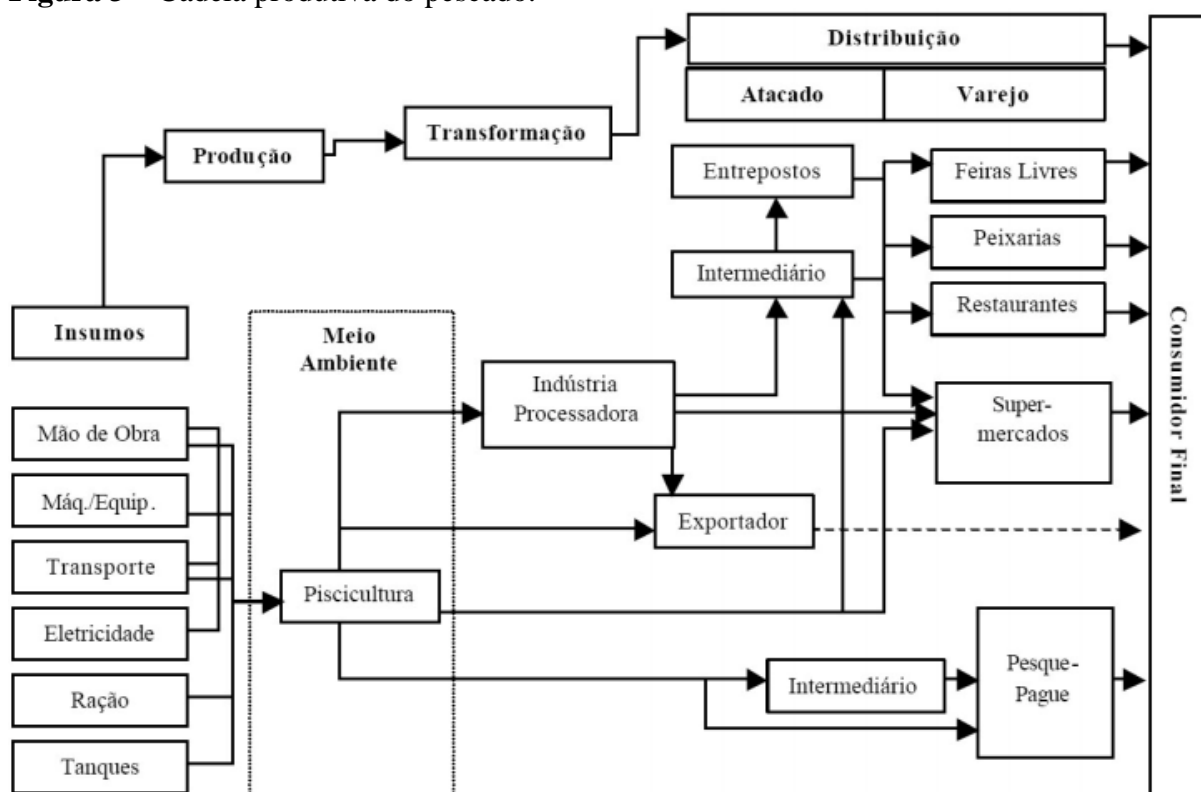 Figura 3 – Cadeia produtiva do pescado.
Distribuição
Atacado
Varejo
Transformação
Produção
Entrepostos
Feiras Livres
Intermediário
Peixarias
Restaurantes
Insumos
Meio
Ambiente
Indústria
Processadora
Super-
mercados
Consumidor Final
Mão de Obra
Máq./Equip.
Exportador
Transporte
Piscicultura
Eletricidade
Intermediário
Pesque-
Pague
Ração
Tanques